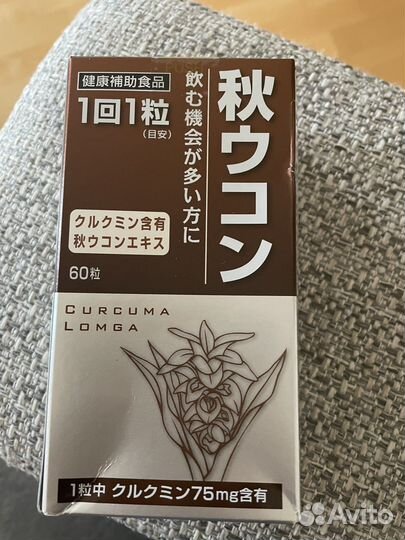 健康補助食品
1回1粒
(目安)
秋ウコン
飲む機会が多い方に
クルクミン含有
秋ウコンエキス
60粒
CURCUMA
LOMGA
1粒中 クルクミン75mg含有
Avito